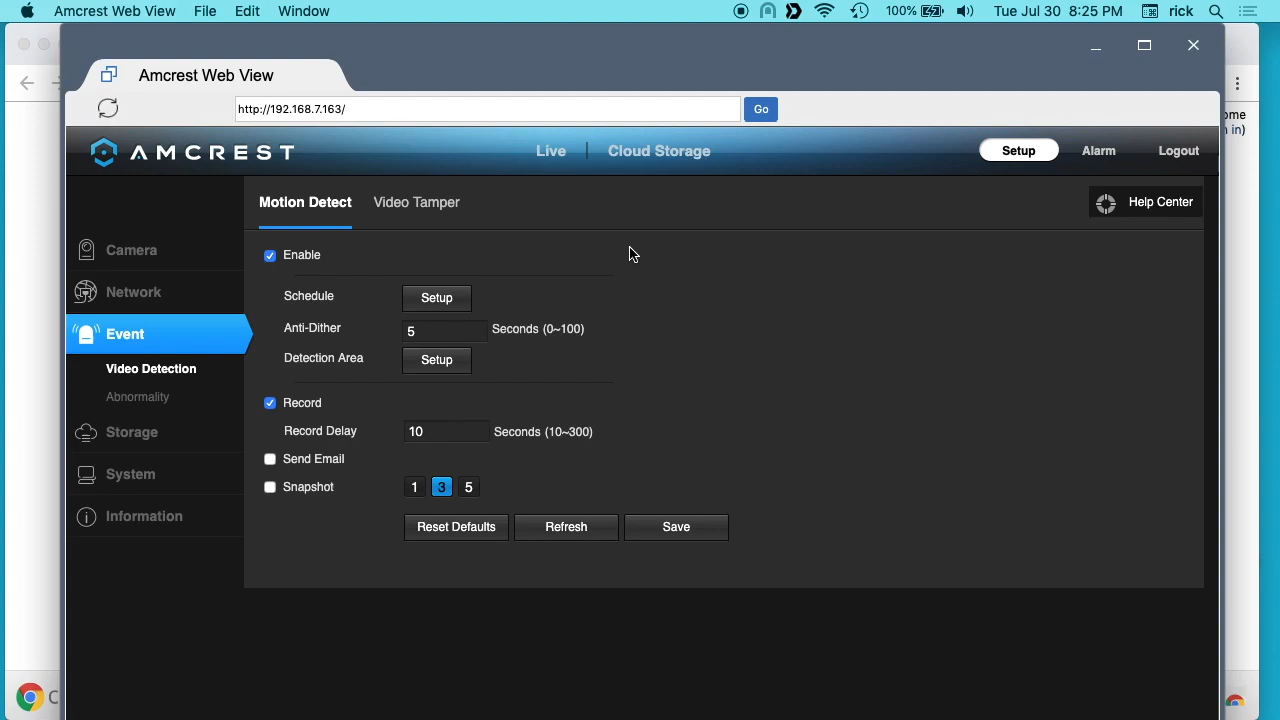 Amcrest Web View File Edit Window 100% Tue Jul 30 8:25 PM rick
Amcrest Web View
http://192.168.7.163/ Go
ome
in)
AMCREST Live Cloud Storage Setup Alarm Logout
Motion Detect Video Tamper Help Center
Camera
Network
Event
Video Detection
Abnormality
Storage
System
Information
Enable
Schedule Setup
Anti-Dither 5 Seconds (0~100)
Detection Area Setup
Record
Record Delay 10 Seconds (10~300)
Send Email
Snapshot 1 3 5
Reset Defaults Refresh Save
C